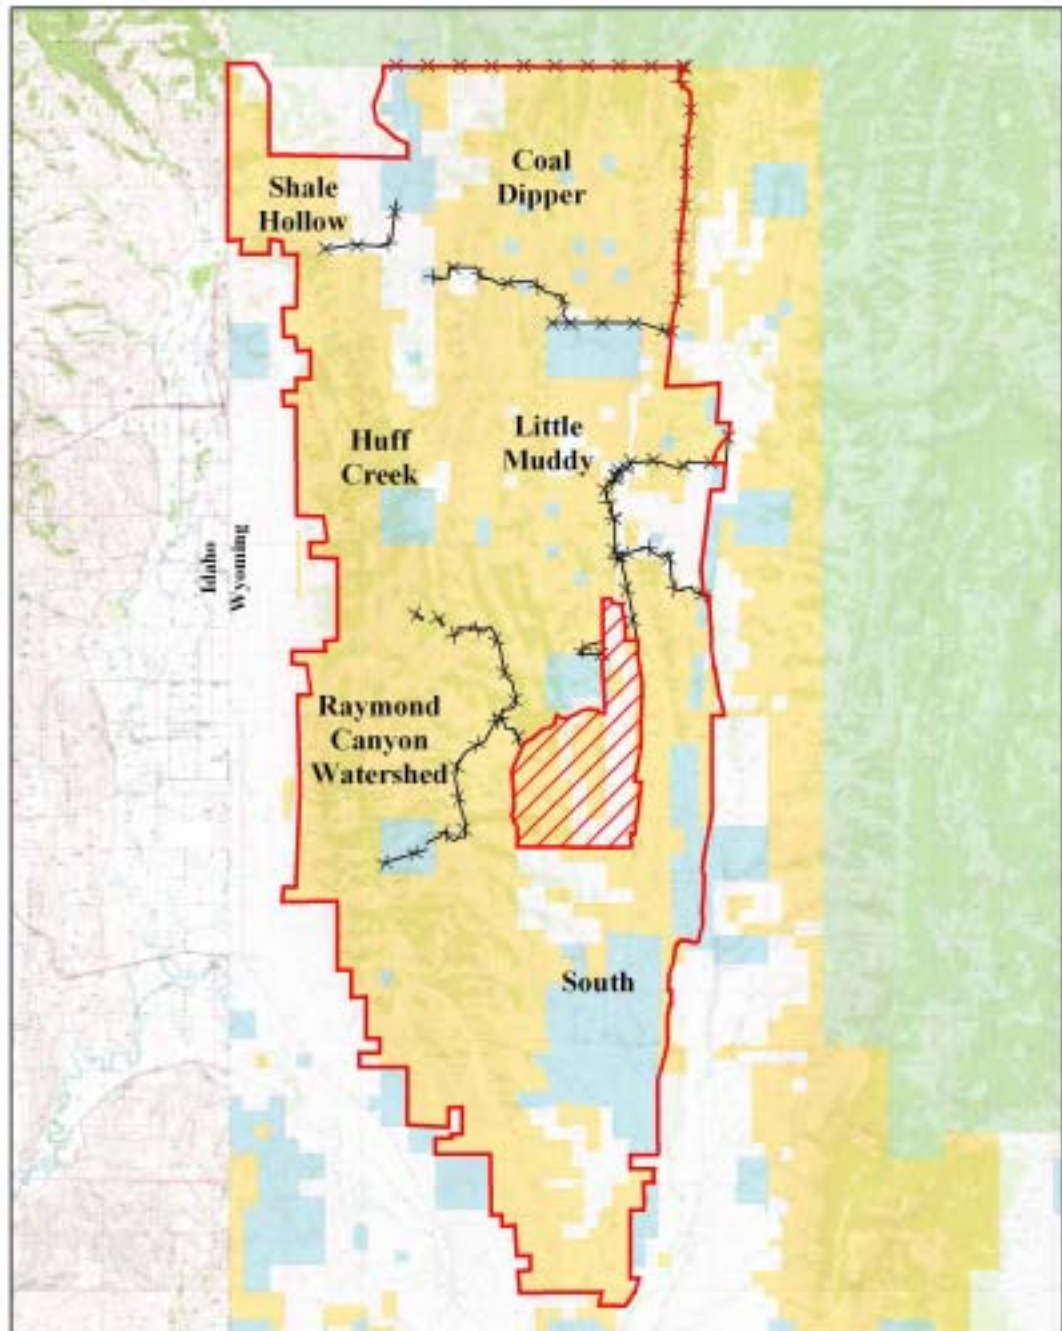 Coal
Dipper
Shale
Hollow
Little
Muddy
Huff
Creek
Idaho
Wyoming
Raymond
Canyon
Watershed
South